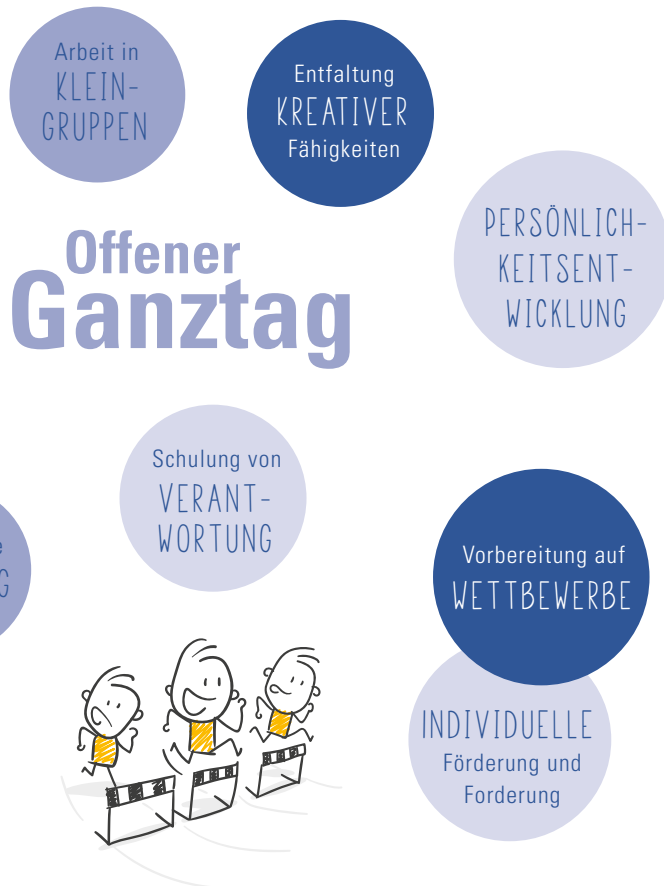 Arbeit in
KLEIN-
GRUPPEN
Entfaltung
KREATIVER
Fähigkeiten
PERSÖNLICH-
KEITSENT-
WICKLUNG
Offener
Ganztag
Schulung von
VERANT-
WORTUNG
Vorbereitung auf
WETTBEWERBE
INDIVIDUELLE
Förderung und
Forderung